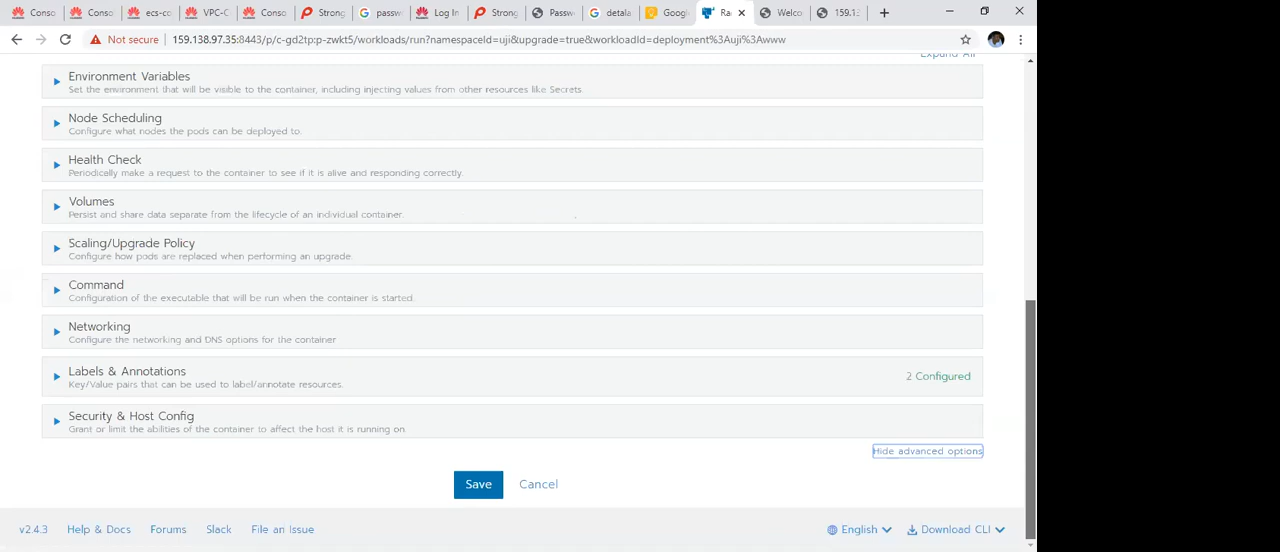 Conso
Conso
ecs-co
VPC-C
Conso
Strong
passw
Log In
Strong
Passw
detala
Google
Ra
Welco
159.13
Not secure
159.138.97.35:8443/p/c-gd2tp:p-zwkt5/workloads/run?namespaceId=uji&upgrade=true&workloadId=deployment%3Auji%3Awww
Expand All
Environment Variables
Set the environment that will be visible to the container, including injecting values from other resources like Secrets.
Node Scheduling
Configure what nodes the pods can be deployed to.
Health Check
Periodically make a request to the container to see if it is alive and responding correctly.
Volumes
Persist and share data separate from the lifecycle of an individual container.
Scaling/Upgrade Policy
Configure how pods are replaced when performing an upgrade.
Command
Configuration of the executable that will be run when the container is started.
Networking
Configure the networking and DNS options for the container
Labels & Annotations
Key/Value pairs that can be used to label/annotate resources.
2 Configured
Security & Host Config
Grant or limit the abilities of the container to affect the host it is running on.
Hide advanced options
Save
Cancel
v2.4.3
Help & Docs
Forums
Slack
File an Issue
English
Download CLI